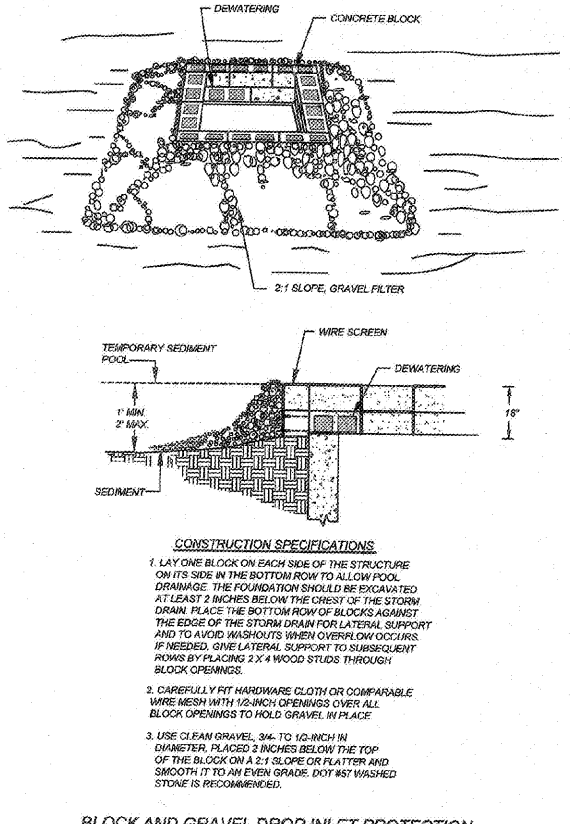 DEWATERING
CONCRETE BLOCK
2:1 SLOPE, GRAVEL FILTER
WIRE SCREEN
TEMPORARY SEDIMENT
POOL
DEWATERING
1' MIN.
2' MAX.
16"
SEDIMENT
CONSTRUCTION SPECIFICATIONS
1. LAY ONE BLOCK ON EACH SIDE OF THE STRUCTURE
ON ITS SIDE IN THE BOTTOM ROW TO ALLOW POOL
DRAINAGE. THE FOUNDATION SHOULD BE EXCAVATED
AT LEAST 2 INCHES BELOW THE CREST OF THE STORM
DRAIN. PLACE THE BOTTOM ROW OF BLOCKS AGAINST
THE EDGE OF THE STORM DRAIN FOR LATERAL SUPPORT
AND TO AVOID WASHOUTS WHEN OVERFLOW OCCURS.
IF NEEDED, GIVE LATERAL SUPPORT TO SUBSEQUENT
ROWS BY PLACING 2 X 4 WOOD STUDS THROUGH
BLOCK OPENINGS.
2. CAREFULLY FIT HARDWARE CLOTH OR COMPARABLE
WIRE MESH WITH 1/2-INCH OPENINGS OVER ALL
BLOCK OPENINGS TO HOLD GRAVEL IN PLACE
3. USE CLEAN GRAVEL, 3/4- TO 1/2-INCH IN
DIAMETER, PLACED 2 INCHES BELOW THE TOP
OF THE BLOCK ON A 2:1 SLOPE OR FLATTER AND
SMOOTH IT TO AN EVEN GRADE. DOT #57 WASHED
STONE IS RECOMMENDED.
BLOCK AND GRAVEL DROP INLET PROTECTION